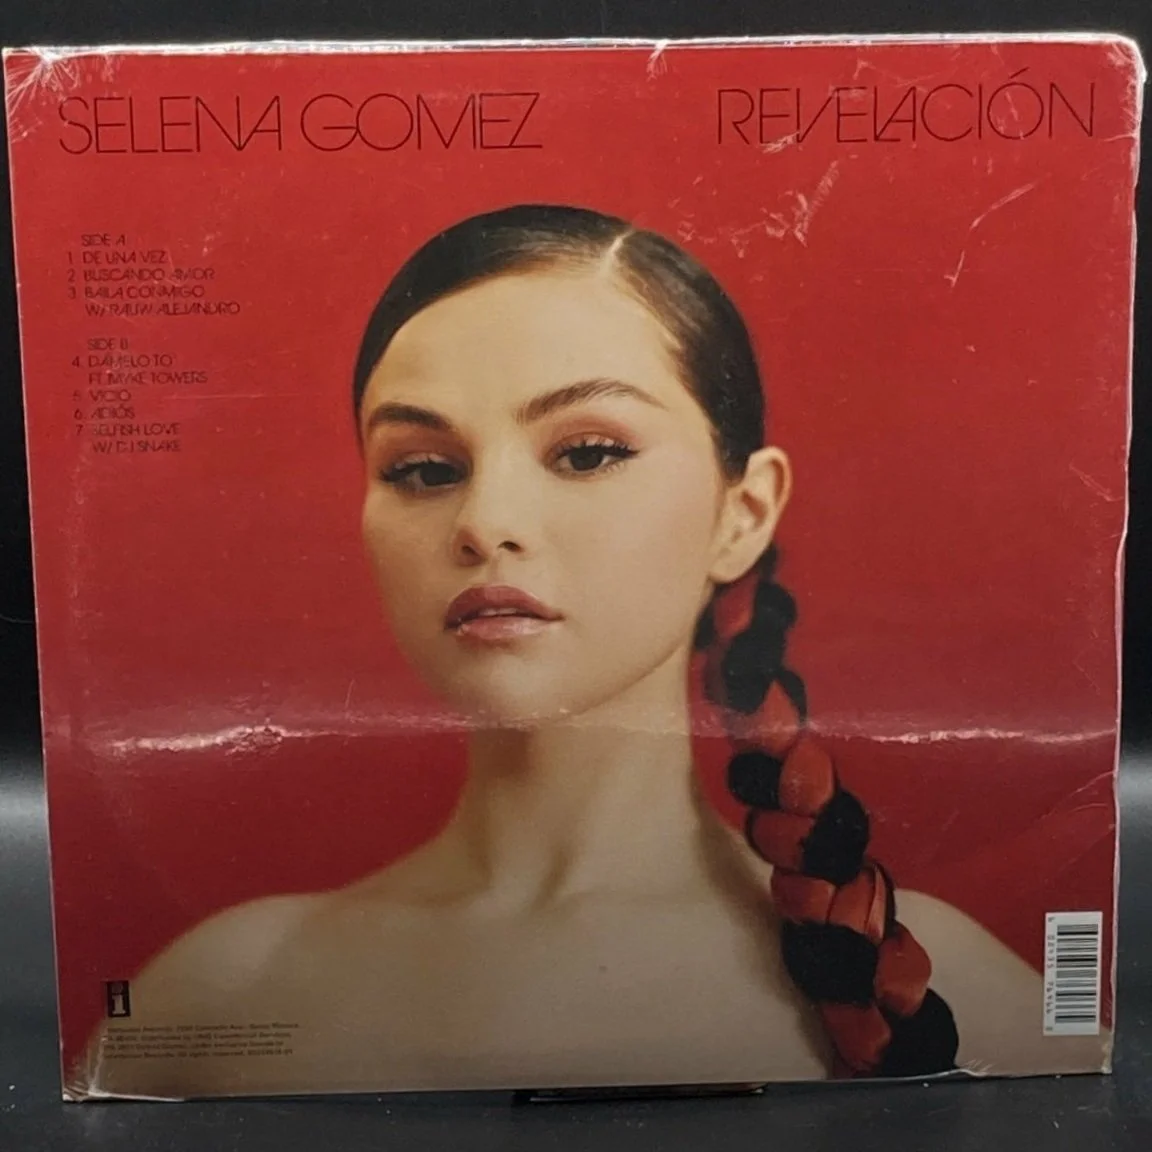 SELENA GOMEZ
REVELACIÓN
SIDE A
1 DE UNA VEZ
2 BUSCANDO AMOR
3 BAILA CONMIGO
W/ RAUW ALEJANDRO
SIDE B
4 DÁMELO TO
FT. MYKE TOWERS
5 VICIO
6 ADIÓS
7 SELFISH LOVE
W/ DJ SNAKE
i